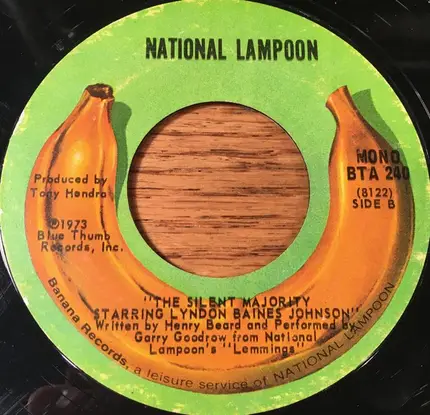 NATIONAL LAMPOON
Produced by
Tony Hendra
©1973
Blue Thumb
Records, Inc.
MONO
BTA 240
(8122)
SIDE B
"THE SILENT MAJORITY
STARRING LYNDON BAINES JOHNSON"
Written by Henry Beard and Performed by
Garry Goodrow from National
Lampoon's "Lemmings"
Banana Records, a leisure service of NATIONAL LAMPOON